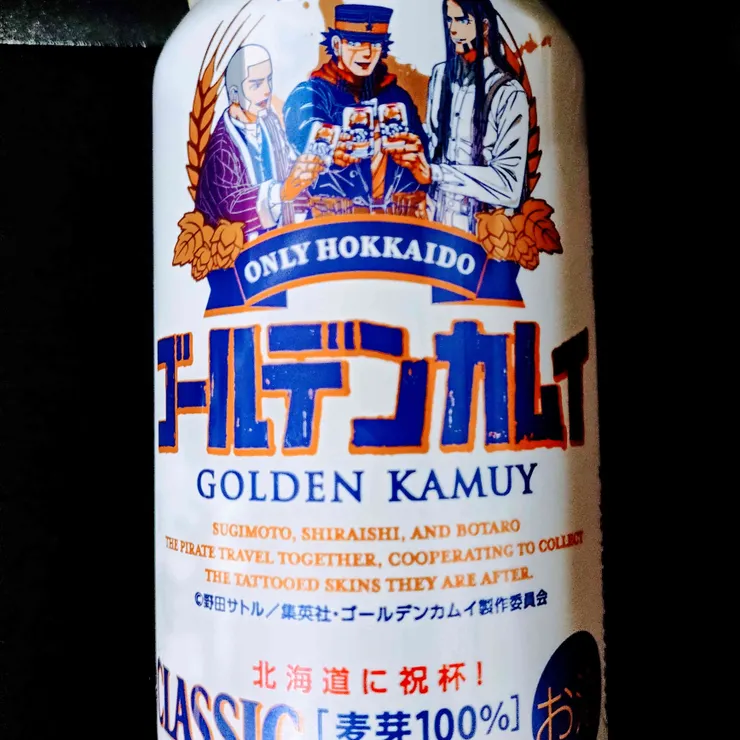 ONLY HOKKAIDO
ゴールデンカムイ
GOLDEN KAMUY
SUGIMOTO, SHIRAISHI, AND BOTARO
THE PIRATE TRAVEL TOGETHER, COOPERATING TO COLLECT
THE TATTOOED SKINS THEY ARE AFTER.
©野田サトル/集英社・ゴールデンカムイ製作委員会
北海道に祝杯!
CLASSIC [麦芽100%] お酒